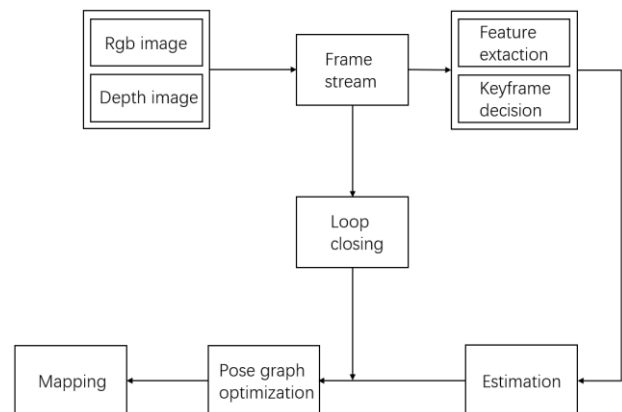 Rgb image
Depth image
Frame
stream
Feature
extaction
Keyframe
decision
Loop
closing
Mapping
Pose graph
optimization
Estimation